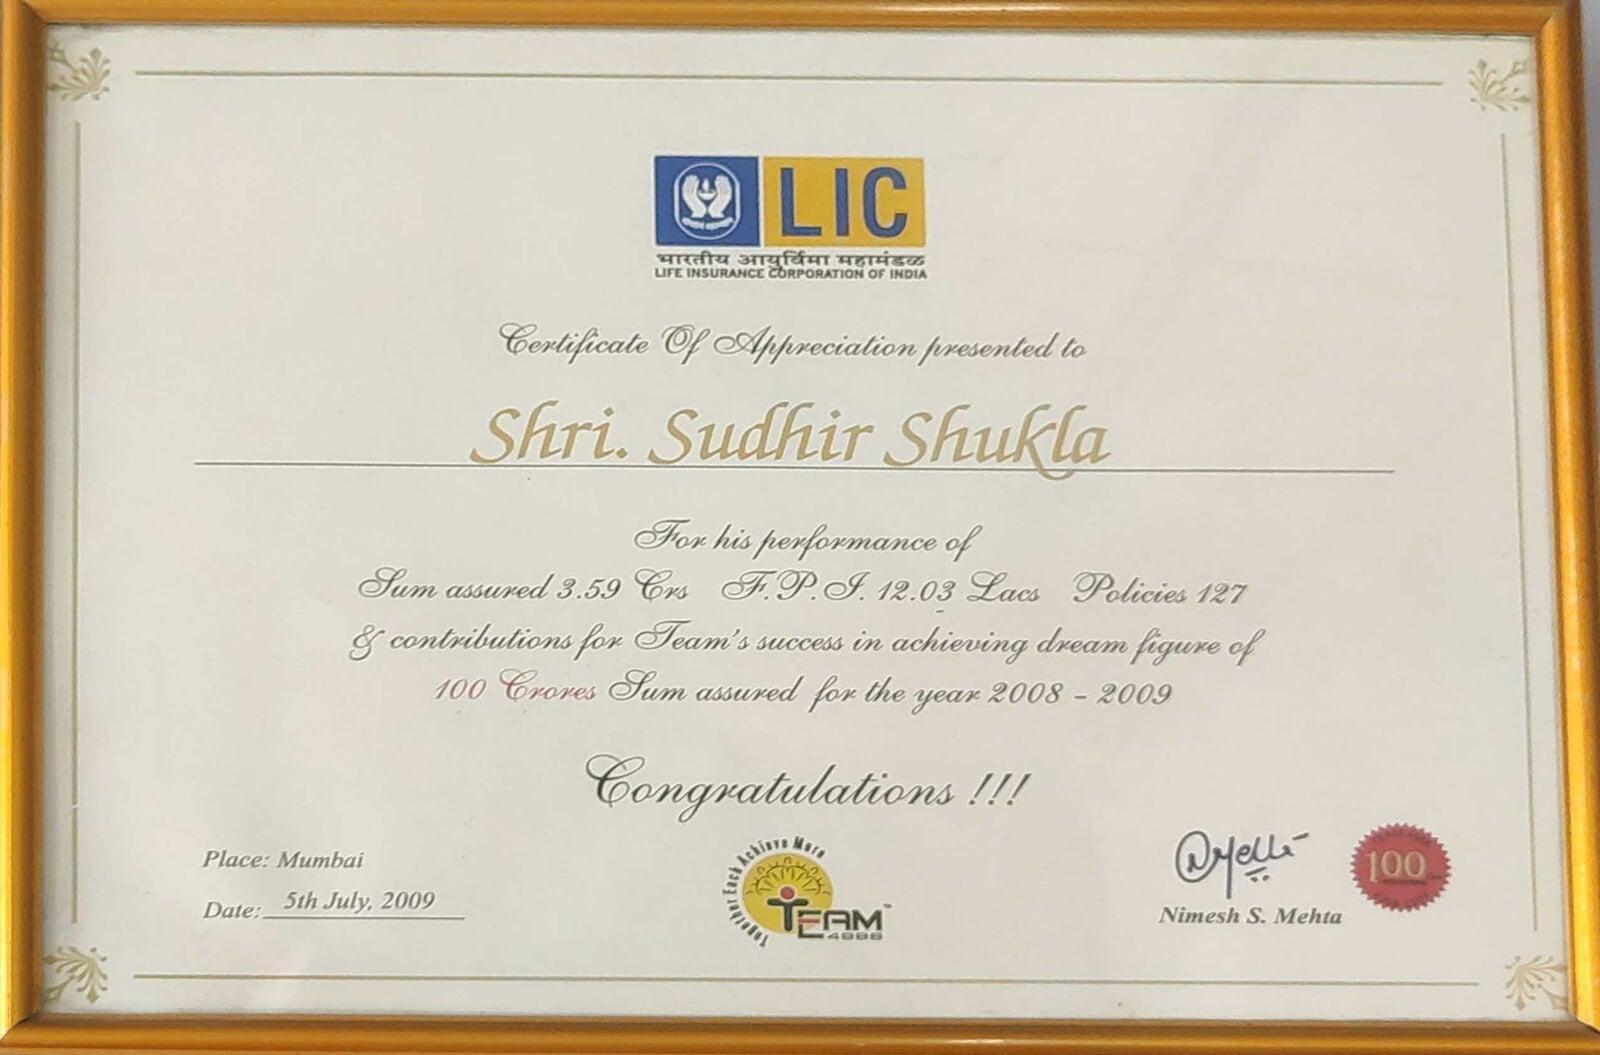 LIC
भारतीय आयुर्विमा महामंडळ
LIFE INSURANCE CORPORATION OF INDIA
Certificate Of Appreciation presented to
Shri. Sudhir Shukla
For his performance of
Sum assured 3.59 Crs F.P.I. 12.03 Lacs Policies 127
& contributions for Team's success in achieving dream figure of
100 Crores Sum assured for the year 2008 - 2009
Congratulations !!!
Place: Mumbai
Date: 5th July, 2009
Together Each Achieve More
TEAM
Nimesh S. Mehta
100